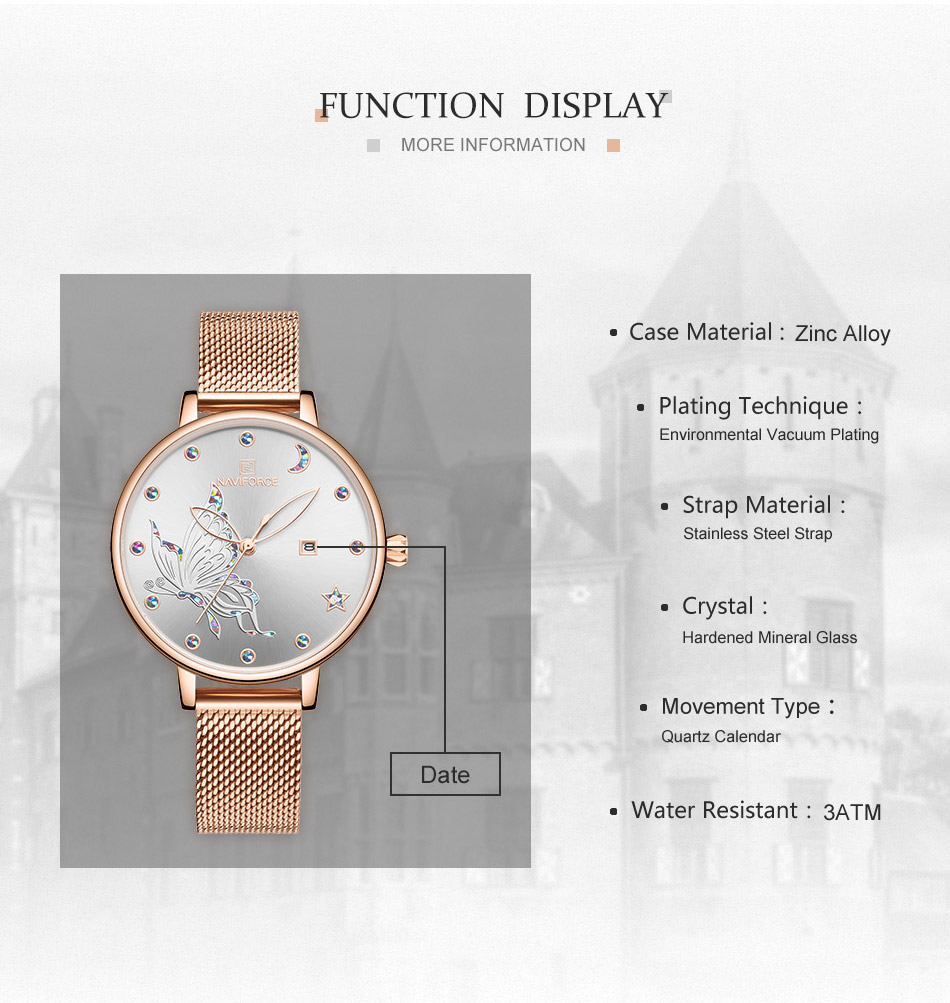 FUNCTION DISPLAY
MORE INFORMATION
NAVIFORCE
8
Date
Case Material : Zinc Alloy
Plating Technique :
Environmental Vacuum Plating
Strap Material :
Stainless Steel Strap
Crystal :
Hardened Mineral Glass
Movement Type :
Quartz Calendar
Water Resistant : 3ATM